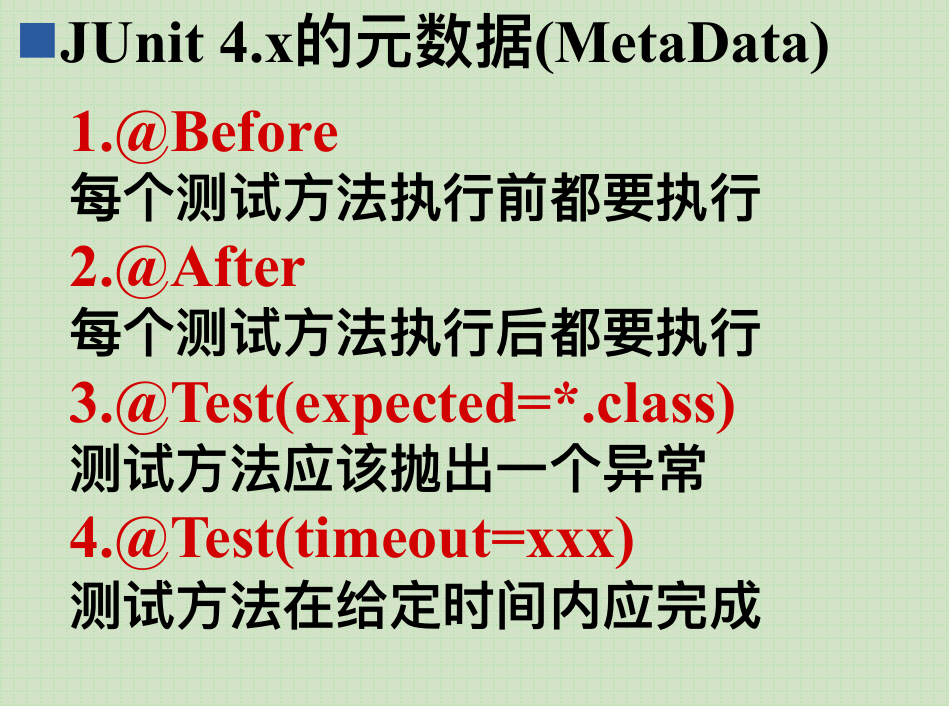 JUnit 4.x的元数据(MetaData)
1.@Before
每个测试方法执行前都要执行
2.@After
每个测试方法执行后都要执行
3.@Test(expected=*.class)
测试方法应该抛出一个异常
4.@Test(timeout=xxx)
测试方法在给定时间内应完成